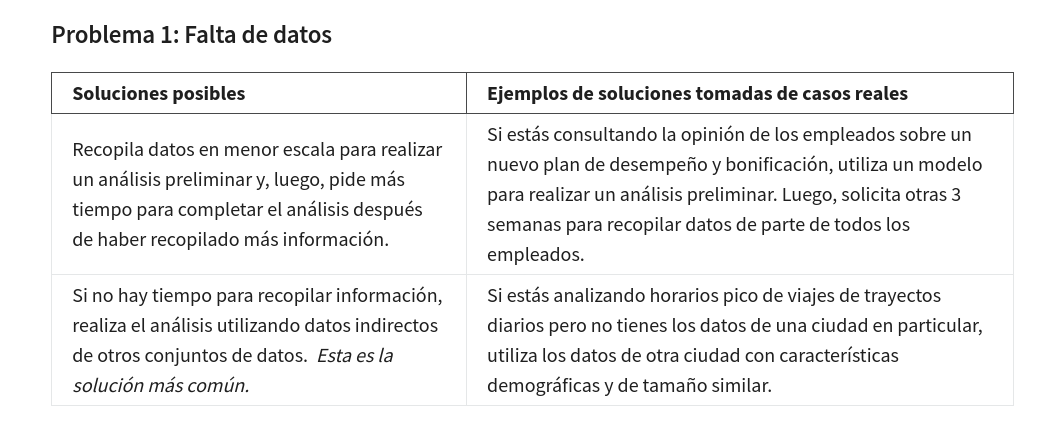 Problema 1: Falta de datos
Soluciones posibles
Ejemplos de soluciones tomadas de casos reales
Recopila datos en menor escala para realizar
un análisis preliminar y, luego, pide más
tiempo para completar el análisis después
de haber recopilado más información.
Si estás consultando la opinión de los empleados sobre un
nuevo plan de desempeño y bonificación, utiliza un modelo
para realizar un análisis preliminar. Luego, solicita otras 3
semanas para recopilar datos de parte de todos los
empleados.
Si no hay tiempo para recopilar información,
realiza el análisis utilizando datos indirectos
de otros conjuntos de datos. Esta es la
solución más común.
Si estás analizando horarios pico de viajes de trayectos
diarios pero no tienes los datos de una ciudad en particular,
utiliza los datos de otra ciudad con características
demográficas y de tamaño similar.